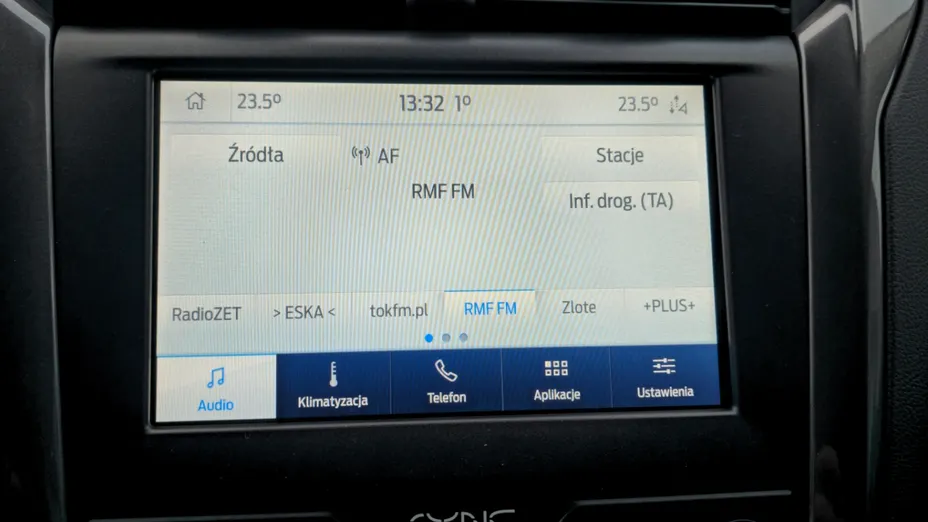 23.5° 13:32 1° 23.5°
Źródła AF Stacje
RMF FM
Inf. drog. (TA)
RadioZET > ESKA < tokfm.pl RMF FM Zlote +PLUS+
Audio Klimatyzacja Telefon Aplikacje Ustawienia